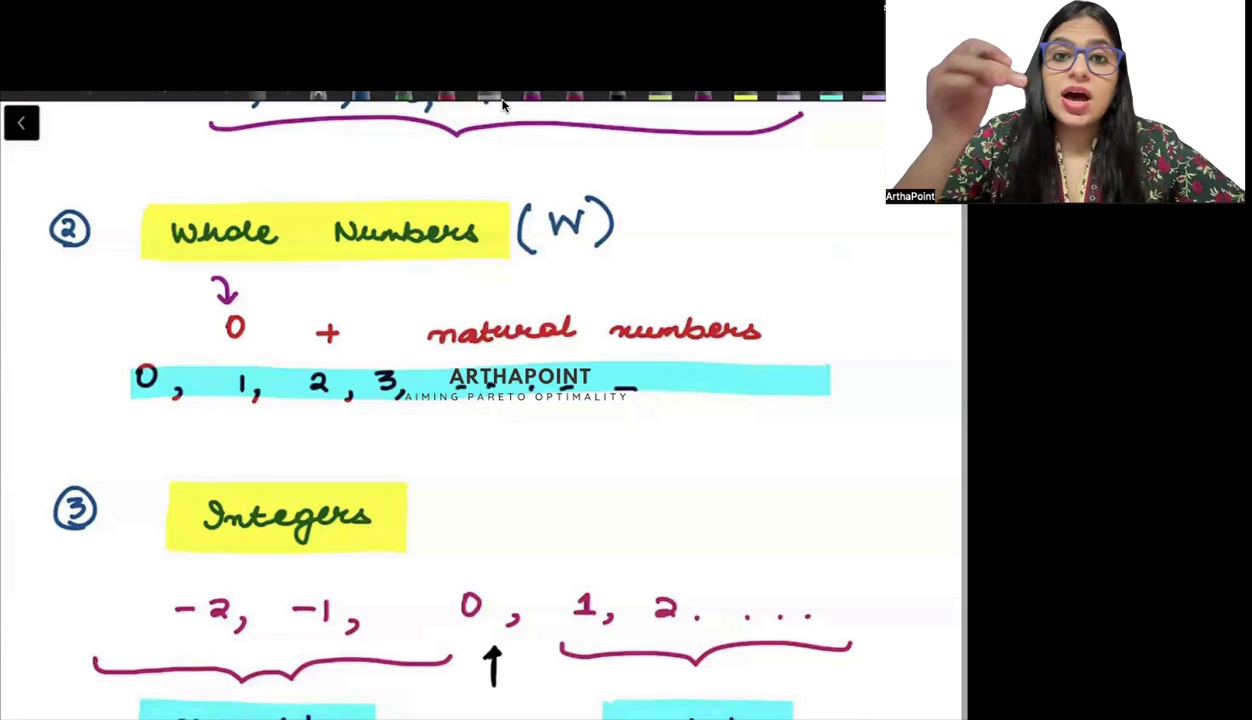 ArthaPoint
② Whole Numbers (W)
0 + natural numbers
0, 1, 2, 3, - - - - -
ARTHAPOINT
AIMING PARETO OPTIMALITY
③ Integers
-2, -1, 0, 1, 2. . . .